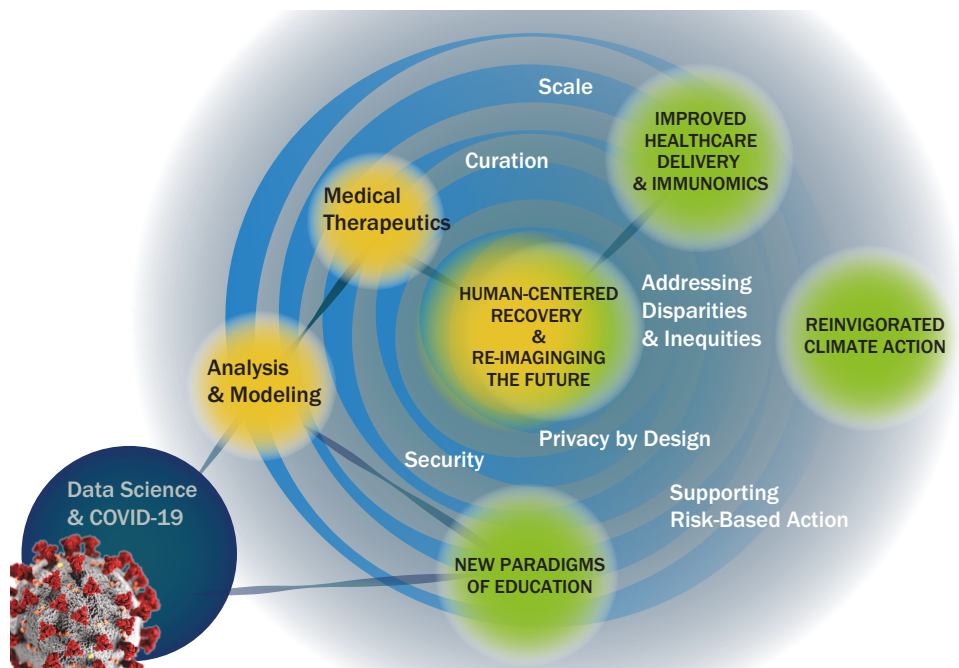 Scale
IMPROVED
HEALTHCARE
DELIVERY
& IMMUNOMICS
Curation
Medical
Therapeutics
HUMAN-CENTERED
RECOVERY
&
RE-IMAGINGING
THE FUTURE
Addressing
Disparities
& Inequities
REINVIGORATED
CLIMATE ACTION
Analysis
& Modeling
Privacy by Design
Security
Data Science
& COVID-19
Supporting
Risk-Based Action
NEW PARADIGMS
OF EDUCATION